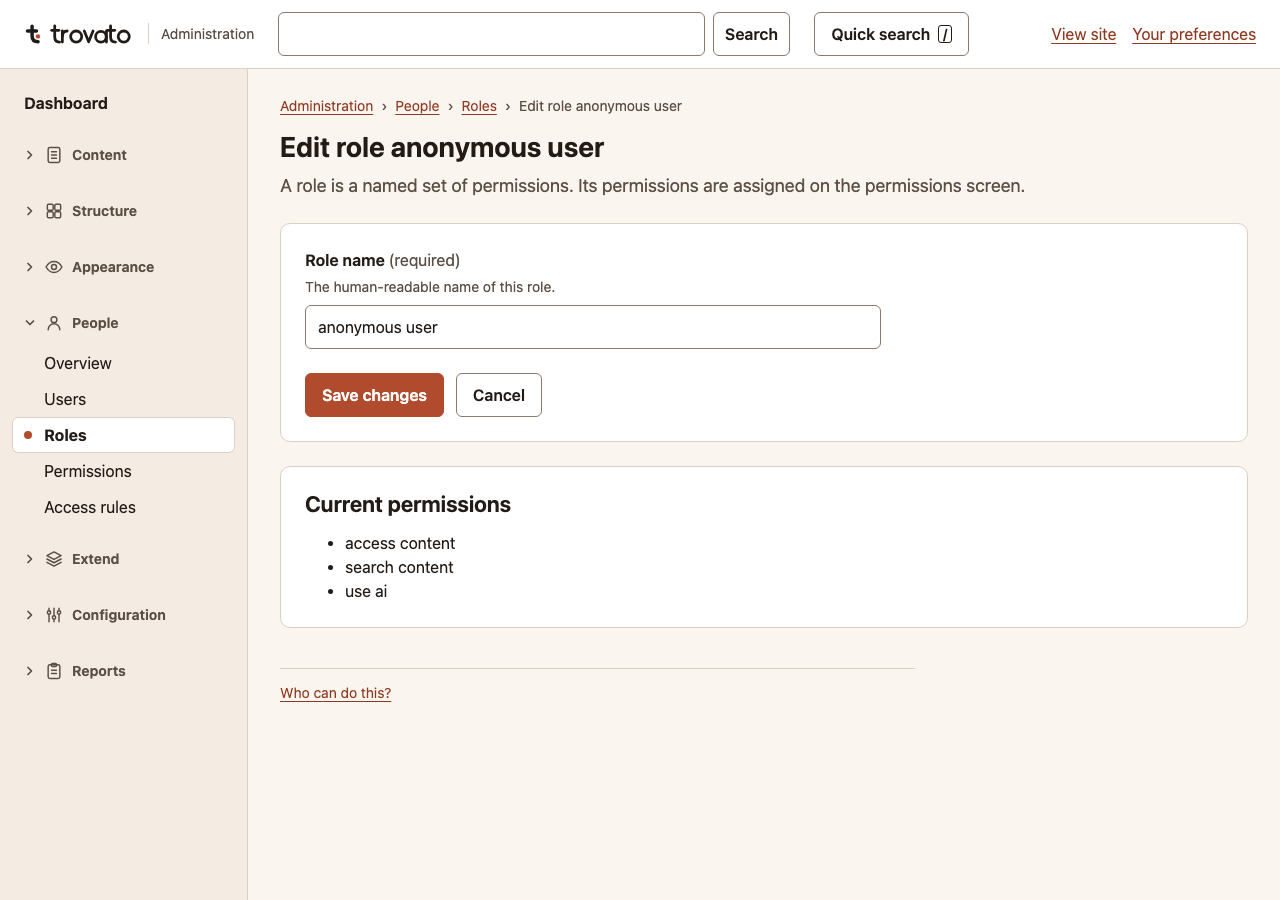 trovato
Administration
Search
Quick search /
View site
Your preferences
Dashboard
Content
Structure
Appearance
People
Overview
Users
Roles
Permissions
Access rules
Extend
Configuration
Reports
Administration › People › Roles › Edit role anonymous user
Edit role anonymous user
A role is a named set of permissions. Its permissions are assigned on the permissions screen.
Role name (required)
The human-readable name of this role.
anonymous user
Save changes
Cancel
Current permissions
access content
search content
use ai
Who can do this?